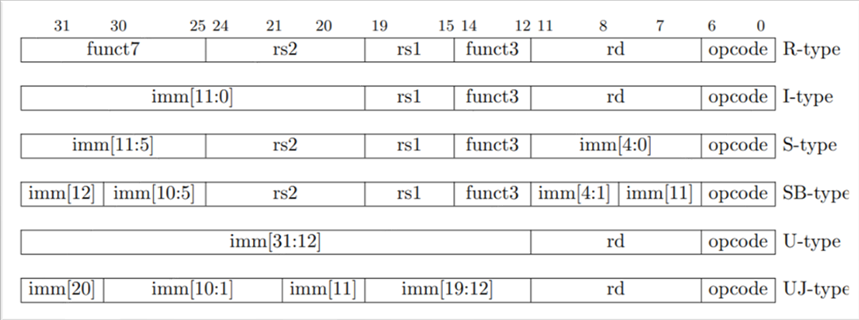 31 30 25 24 21 20 19 15 14 12 11 8 7 6 0
funct7 rs2 rs1 funct3 rd opcode R-type
imm[11:0] rs1 funct3 rd opcode I-type
imm[11:5] rs2 rs1 funct3 imm[4:0] opcode S-type
imm[12] imm[10:5] rs2 rs1 funct3 imm[4:1] imm[11] opcode SB-type
imm[31:12] rd opcode U-type
imm[20] imm[10:1] imm[11] imm[19:12] rd opcode UJ-type